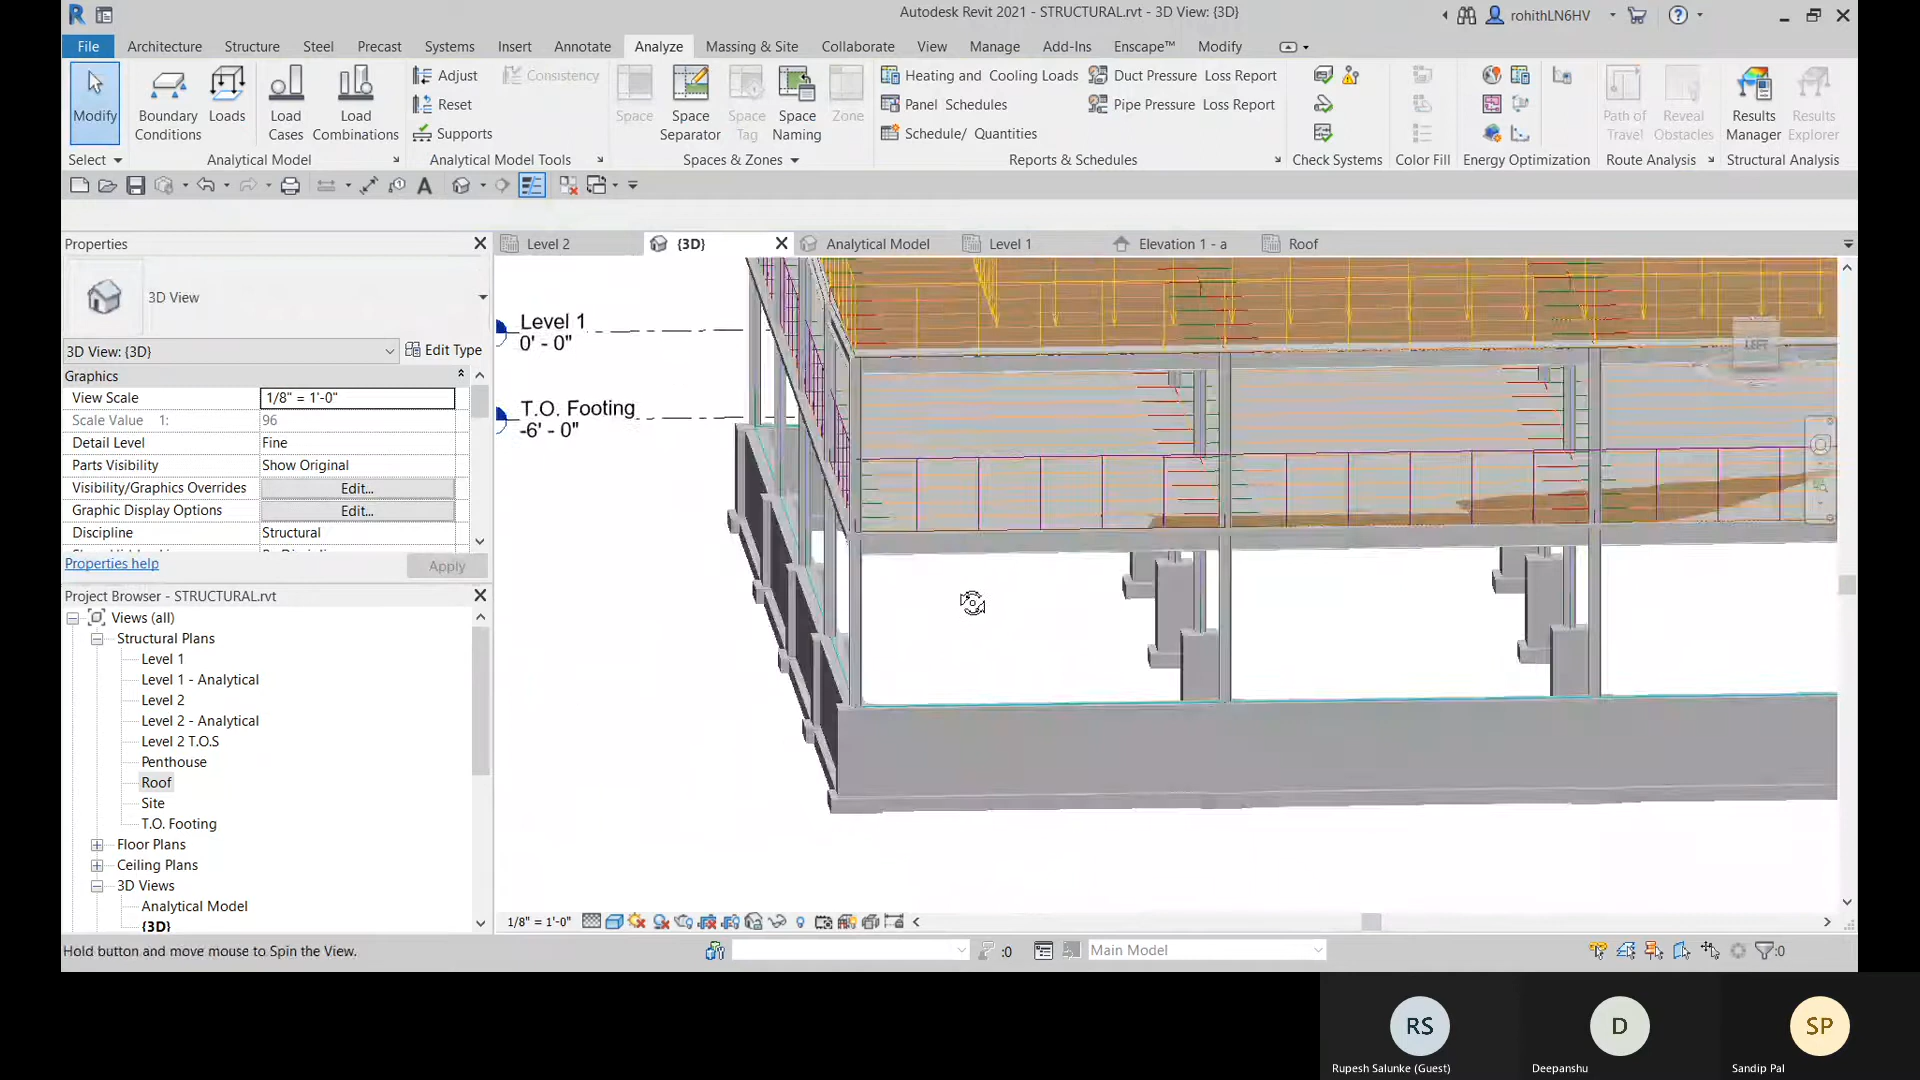 Autodesk Revit 2021 - STRUCTURAL.rvt - 3D View: {3D}
rohithLN6HV
File Architecture Structure Steel Precast Systems Insert Annotate Analyze Massing & Site Collaborate View Manage Add-Ins Enscape™ Modify
Modify
Boundary Conditions
Loads
Load Cases
Load Combinations
Adjust
Reset
Supports
Consistency
Space
Space Separator
Space Tag
Space Naming
Zone
Heating and Cooling Loads
Panel Schedules
Schedule/ Quantities
Duct Pressure Loss Report
Pipe Pressure Loss Report
Path of Travel
Reveal Obstacles
Results Manager
Results Explorer
Select Analytical Model Analytical Model Tools Spaces & Zones Reports & Schedules Check Systems Color Fill Energy Optimization Route Analysis Structural Analysis
Properties
Level 2 {3D} Analytical Model Level 1 Elevation 1 - a Roof
3D View
3D View: {3D} Edit Type
Graphics
View Scale 1/8" = 1'-0"
Scale Value 1: 96
Detail Level Fine
Parts Visibility Show Original
Visibility/Graphics Overrides Edit...
Graphic Display Options Edit...
Discipline Structural
Properties help Apply
Project Browser - STRUCTURAL.rvt
Views (all)
Structural Plans
Level 1
Level 1 - Analytical
Level 2
Level 2 - Analytical
Level 2 T.O.S
Penthouse
Roof
Site
T.O. Footing
Floor Plans
Ceiling Plans
3D Views
Analytical Model
{3D}
Level 1
0' - 0"
T.O. Footing
-6' - 0"
LEFT
1/8" = 1'-0"
Hold button and move mouse to Spin the View.
:0
Main Model
:0
RS
D
SP
Rupesh Salunke (Guest)
Deepanshu
Sandip Pal